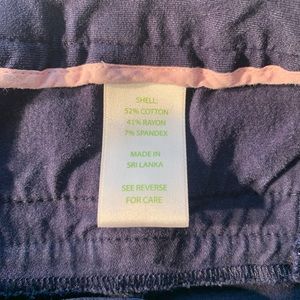 SHELL:
52% COTTON
41% RAYON
7% SPANDEX
MADE IN
SRI LANKA
SEE REVERSE
FOR CARE